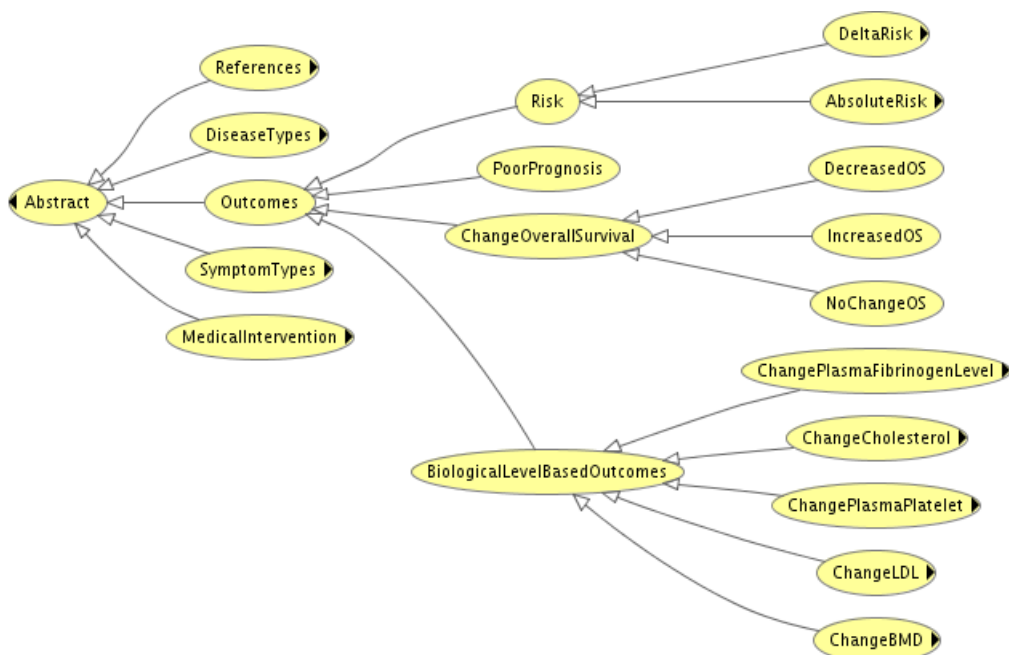 DeltaRisk
References
Risk
AbsoluteRisk
DiseaseTypes
PoorPrognosis
DecreasedOS
Abstract
Outcomes
ChangeOverallSurvival
IncreasedOS
SymptomTypes
NoChangeOS
MedicalIntervention
ChangePlasmaFibrinogenLevel
ChangeCholesterol
BiologicalLevelBasedOutcomes
ChangePlasmaPlatelet
ChangeLDL
ChangeBMD